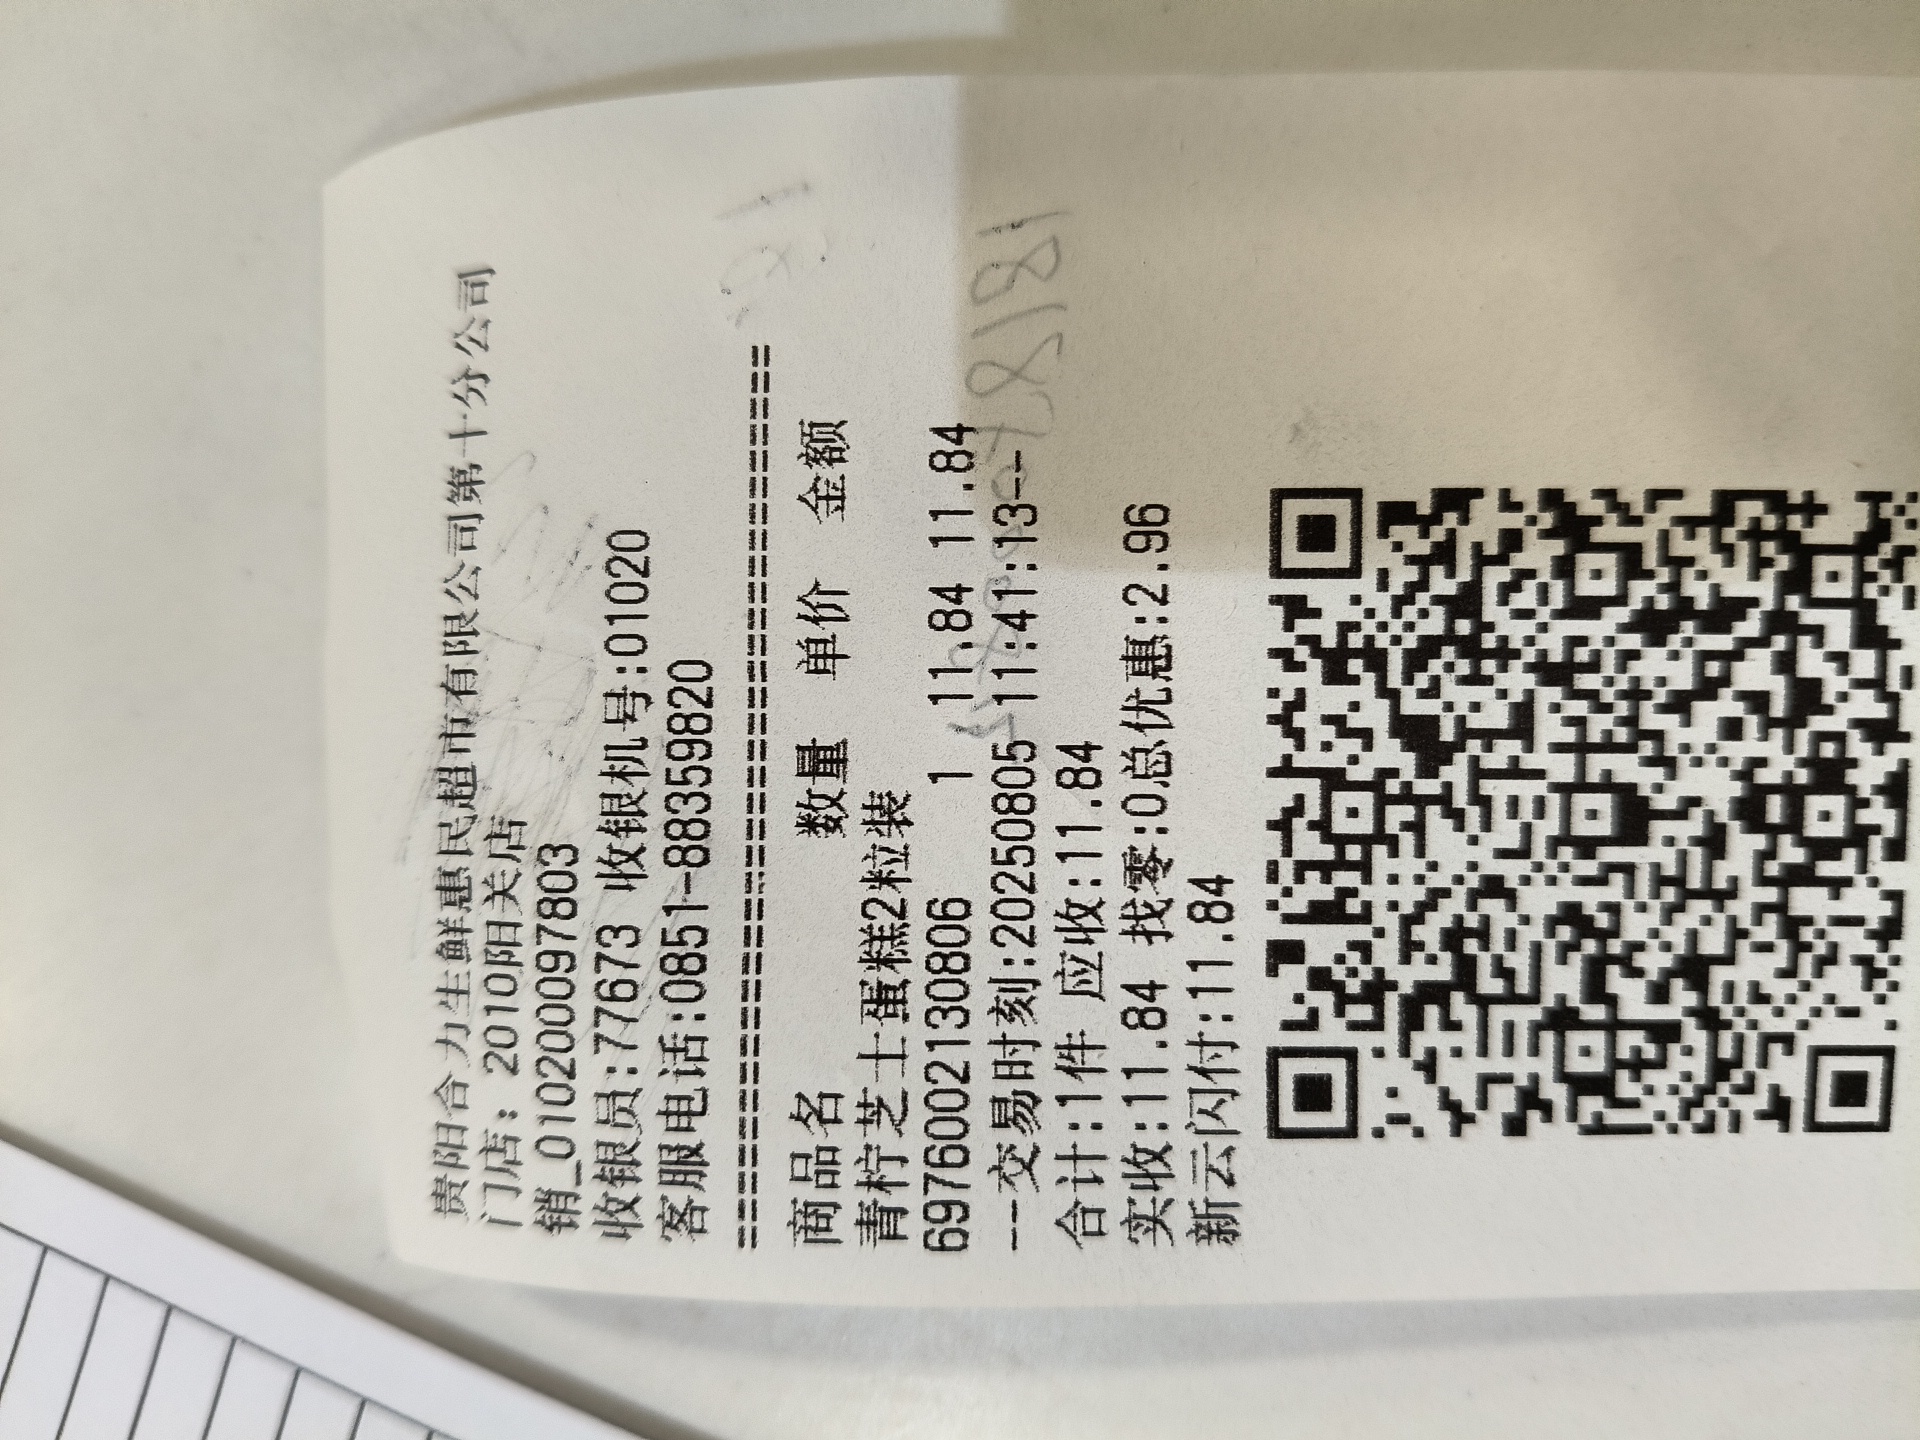 贵阳合力生鲜惠民超市有限公司第十分公司
门店：2010阳关店
销_0102000097803
收银员:77673 收银机号:01020
客服电话:0851-88359820
==========================================
商品名 数量 单价 金额
青柠芝士蛋糕2粒装
6976002130806 1 11.84 11.84
--交易时刻:20250805 11:41:13--
合计:1件 应收:11.84
实收:11.84 找零:0总优惠:2.96
新云闪付:11.84